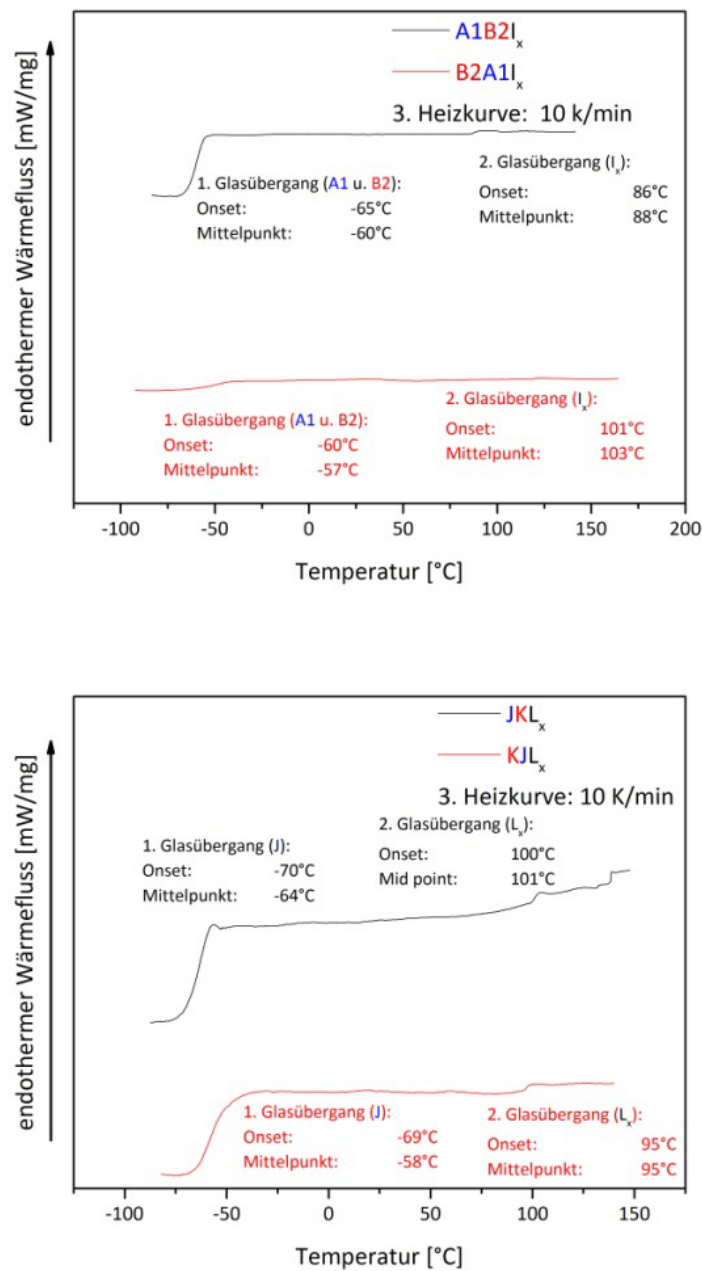 endothermer Wärmefluss [mW/mg]
A1B2Iₓ
B2A1Iₓ
3. Heizkurve: 10 k/min
1. Glasübergang (A1 u. B2):
Onset: -65°C
Mittelpunkt: -60°C
2. Glasübergang (Iₓ):
Onset: 86°C
Mittelpunkt: 88°C
1. Glasübergang (A1 u. B2):
Onset: -60°C
Mittelpunkt: -57°C
2. Glasübergang (Iₓ):
Onset: 101°C
Mittelpunkt: 103°C
-100 -50 0 50 100 150 200
Temperatur [°C]
endothermer Wärmefluss [mW/mg]
JKLₓ
KJLₓ
3. Heizkurve: 10 K/min
1. Glasübergang (J):
Onset: -70°C
Mittelpunkt: -64°C
2. Glasübergang (Lₓ):
Onset: 100°C
Mid point: 101°C
1. Glasübergang (J):
Onset: -69°C
Mittelpunkt: -58°C
2. Glasübergang (Lₓ):
Onset: 95°C
Mittelpunkt: 95°C
-100 -50 0 50 100 150
Temperatur [°C]